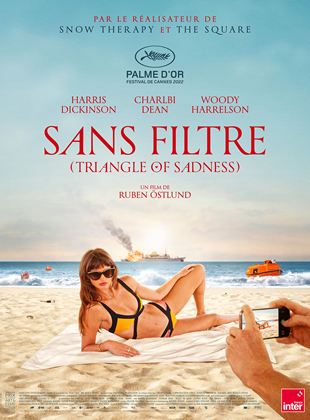 PAR LE RÉALISATEUR DE
SNOW THERAPY ET THE SQUARE
PALME D'OR
FESTIVAL DE CANNES 2022
HARRIS DICKINSON
CHARLBI DEAN
WOODY HARRELSON
SANS FILTRE
(TRIANGLE OF SADNESS)
UN FILM DE
RUBEN ÖSTLUND
inter